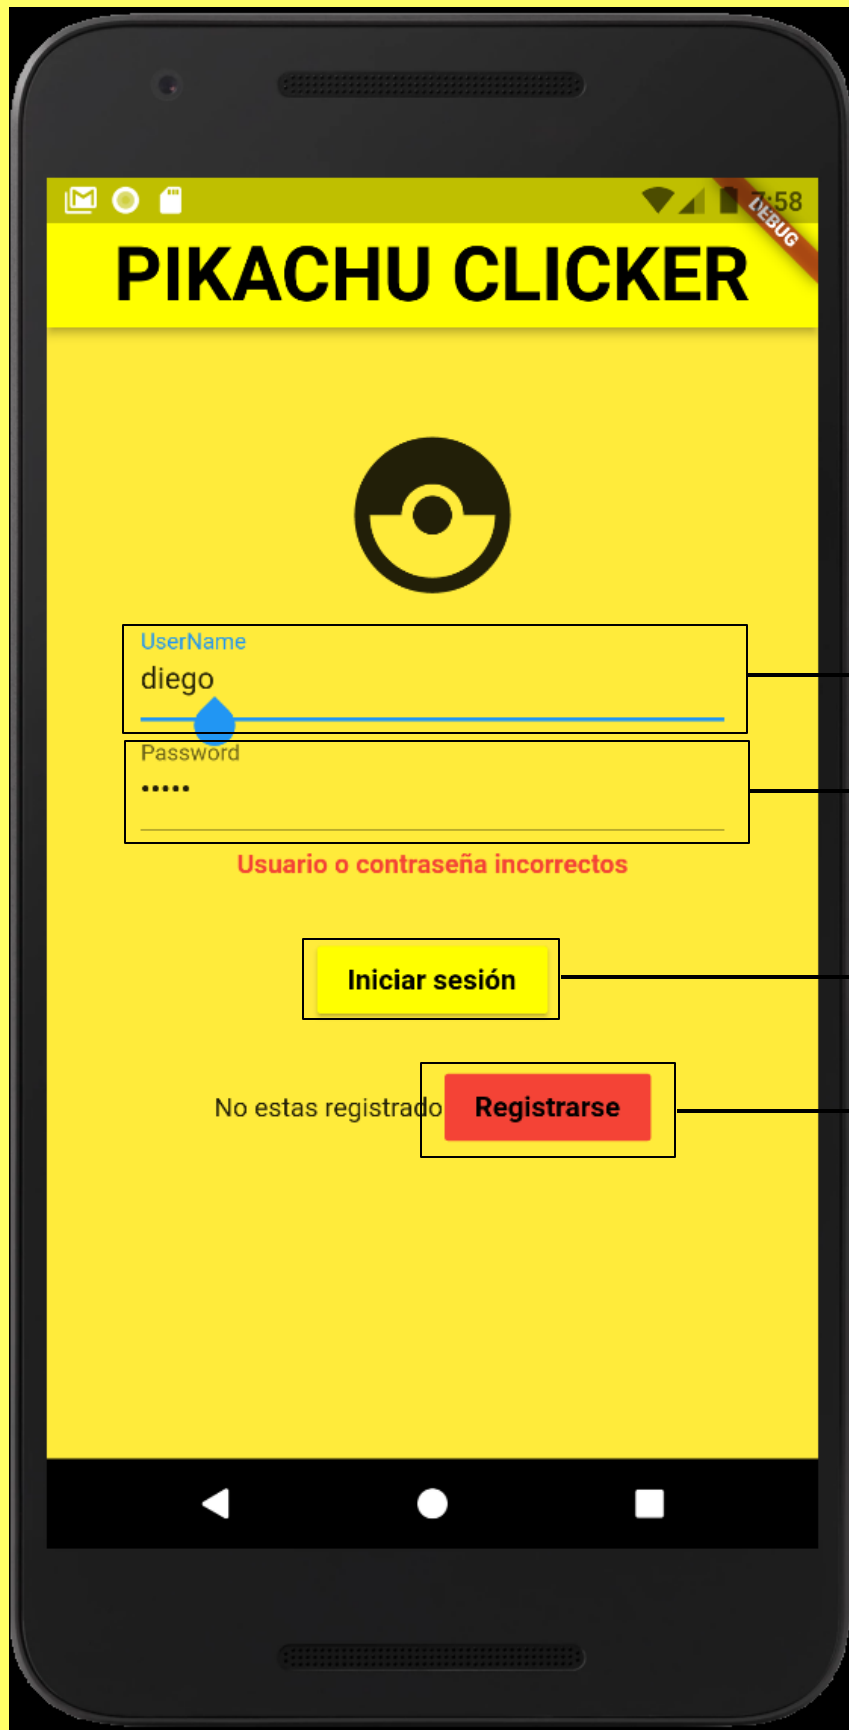 7:58
DEBUG
PIKACHU CLICKER
UserName
diego
Password
•••••
Usuario o contraseña incorrectos
Iniciar sesión
No estas registrado Registrarse